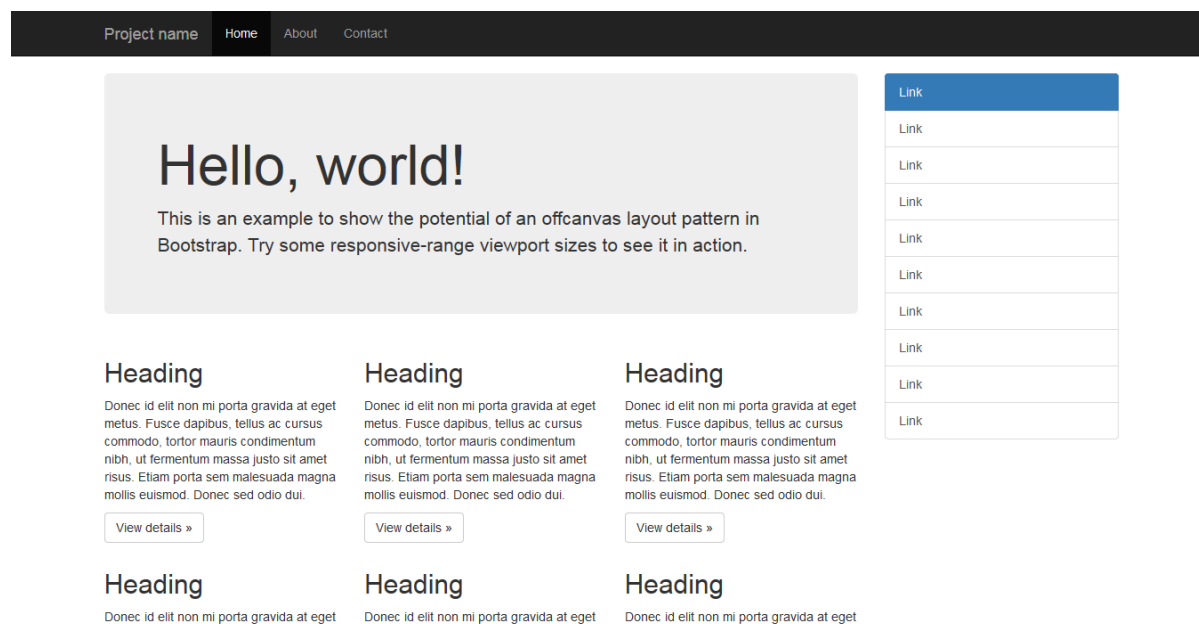 Project name Home About Contact
Hello, world!
This is an example to show the potential of an offcanvas layout pattern in
Bootstrap. Try some responsive-range viewport sizes to see it in action.
Link
Link
Link
Link
Link
Link
Link
Link
Link
Link
Heading
Donec id elit non mi porta gravida at eget
metus. Fusce dapibus, tellus ac cursus
commodo, tortor mauris condimentum
nibh, ut fermentum massa justo sit amet
risus. Etiam porta sem malesuada magna
mollis euismod. Donec sed odio dui.
View details »
Heading
Donec id elit non mi porta gravida at eget
metus. Fusce dapibus, tellus ac cursus
commodo, tortor mauris condimentum
nibh, ut fermentum massa justo sit amet
risus. Etiam porta sem malesuada magna
mollis euismod. Donec sed odio dui.
View details »
Heading
Donec id elit non mi porta gravida at eget
metus. Fusce dapibus, tellus ac cursus
commodo, tortor mauris condimentum
nibh, ut fermentum massa justo sit amet
risus. Etiam porta sem malesuada magna
mollis euismod. Donec sed odio dui.
View details »
Heading
Donec id elit non mi porta gravida at eget
Heading
Donec id elit non mi porta gravida at eget
Heading
Donec id elit non mi porta gravida at eget